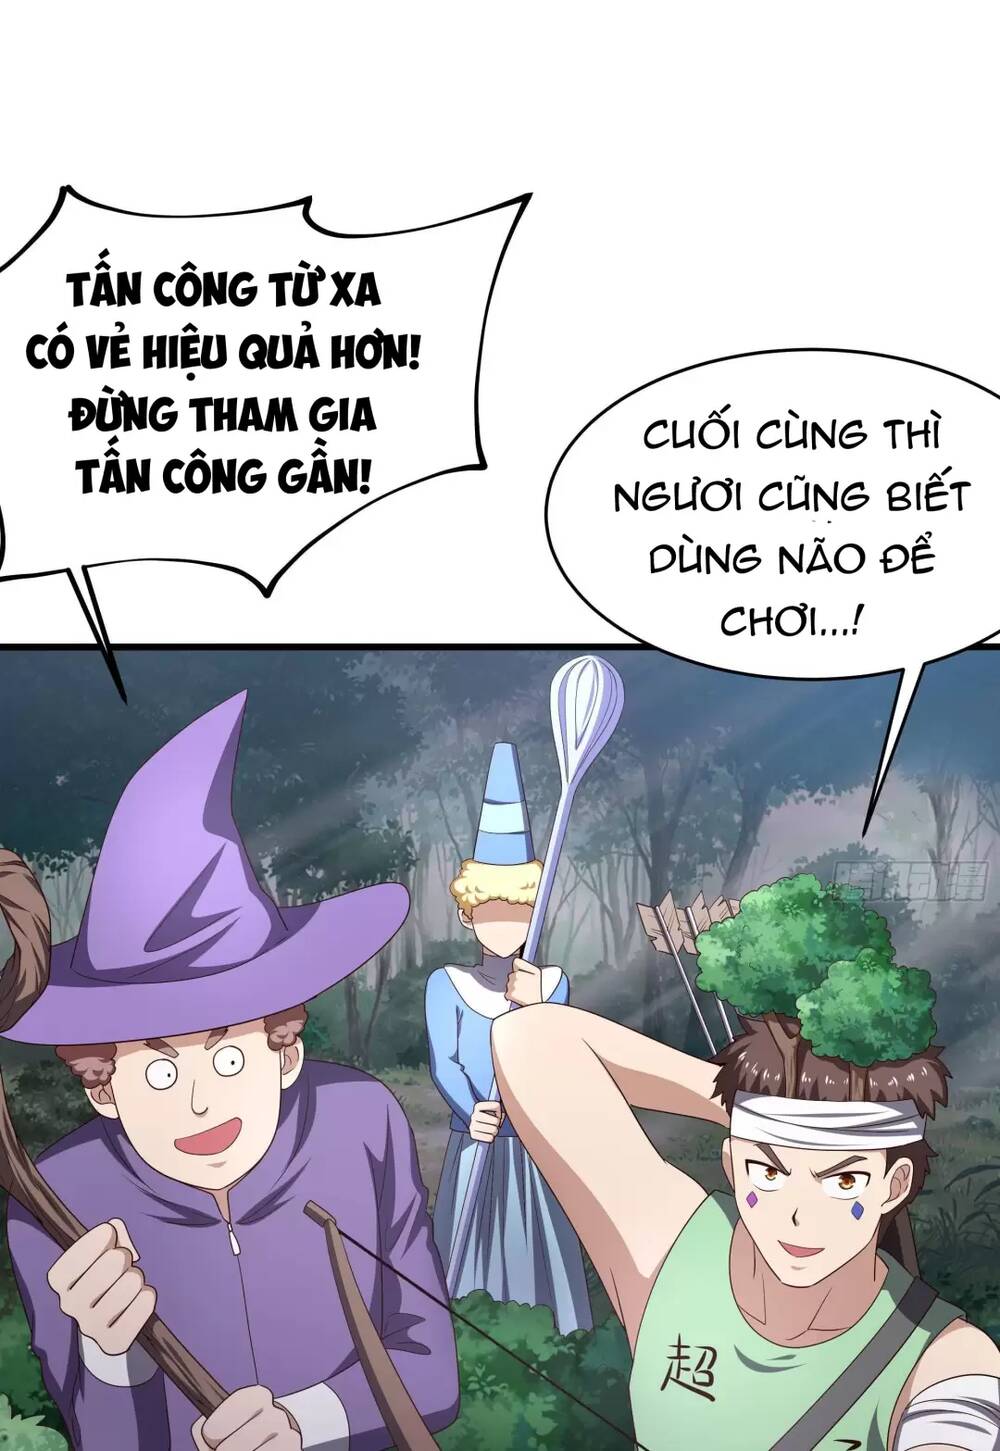 TẤN CÔNG TỪ XA
CÓ VẺ HIỆU QUẢ HƠN!
ĐỪNG THAM GIA
TẤN CÔNG GẦN!
CUỐI CÙNG THÌ
NGƯƠI CŨNG BIẾT
DÙNG NÃO ĐỂ
CHƠI...!
超